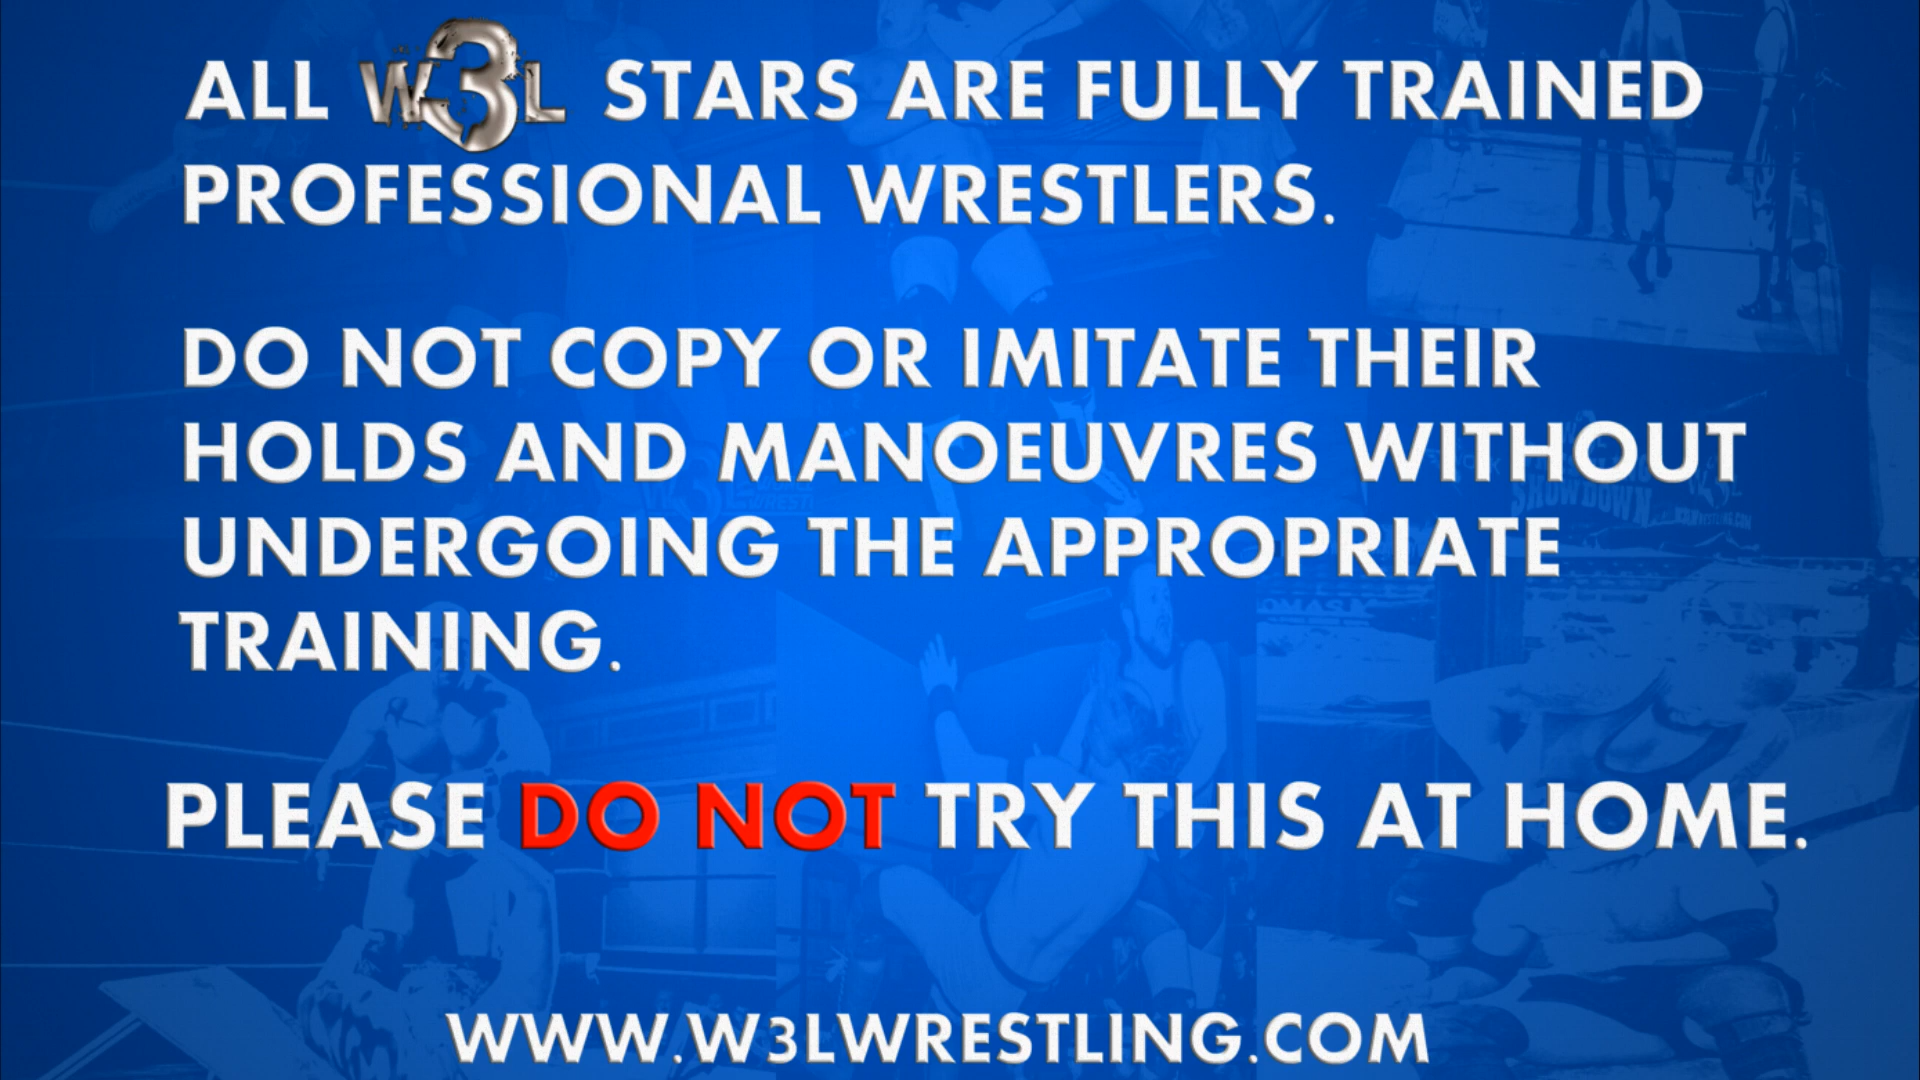 ALL W3L STARS ARE FULLY TRAINED
PROFESSIONAL WRESTLERS.
DO NOT COPY OR IMITATE THEIR
HOLDS AND MANOEUVRES WITHOUT
UNDERGOING THE APPROPRIATE
TRAINING.
PLEASE DO NOT TRY THIS AT HOME.
WWW.W3LWRESTLING.COM